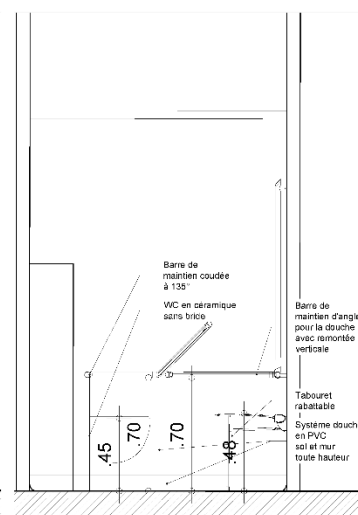 Barre de
maintien coudée
à 135°
WC en céramique
sans bride
Barre de
maintien d'angle
pour la douche
avec remontée
verticale
Tabouret
rabattable
Système douche
en PVC
sol et mur
toute hauteur
.45
.70
.70
.48